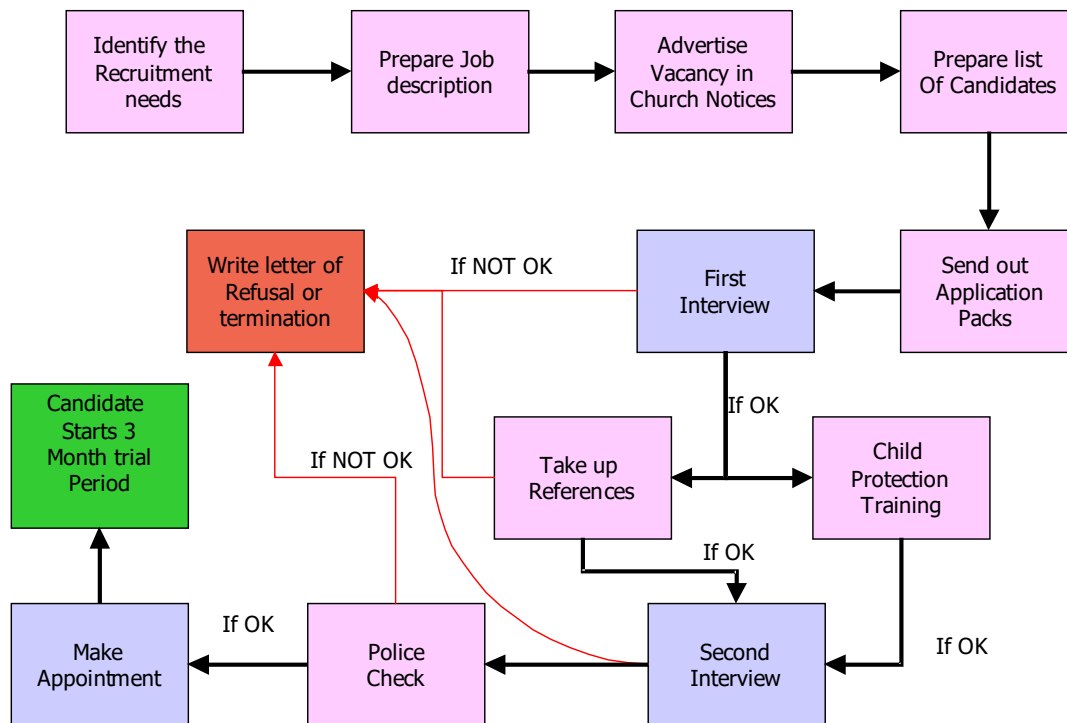 Identify the
Recruitment
needs
Prepare Job
description
Advertise
Vacancy in
Church Notices
Prepare list
Of Candidates
Write letter of
Refusal or
termination
If NOT OK
First
Interview
Send out
Application
Packs
If OK
Candidate
Starts 3
Month trial
Period
If NOT OK
Take up
References
Child
Protection
Training
If OK
Make
Appointment
If OK
Police
Check
Second
Interview
If OK